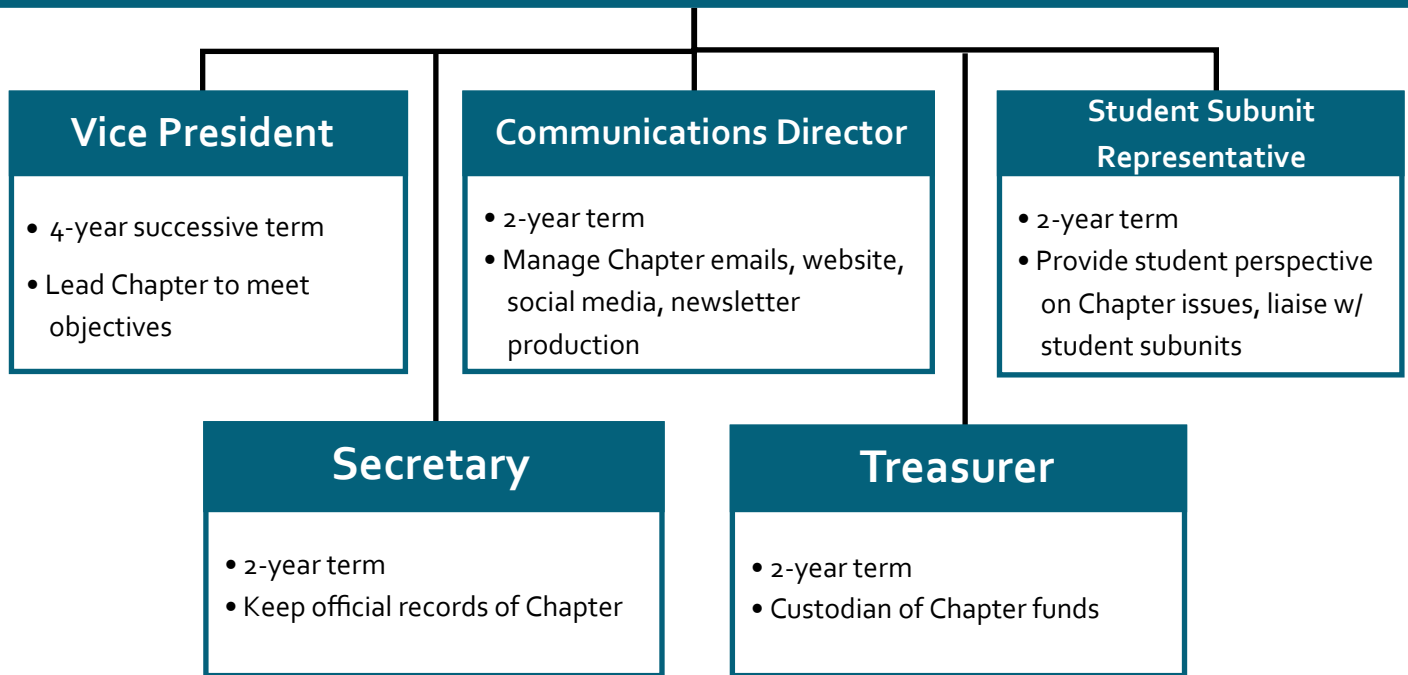 Vice President
• 4-year successive term
• Lead Chapter to meet
objectives
Communications Director
• 2-year term
• Manage Chapter emails, website,
social media, newsletter
production
Student Subunit
Representative
• 2-year term
• Provide student perspective
on Chapter issues, liaise w/
student subunits
Secretary
• 2-year term
• Keep official records of Chapter
Treasurer
• 2-year term
• Custodian of Chapter funds